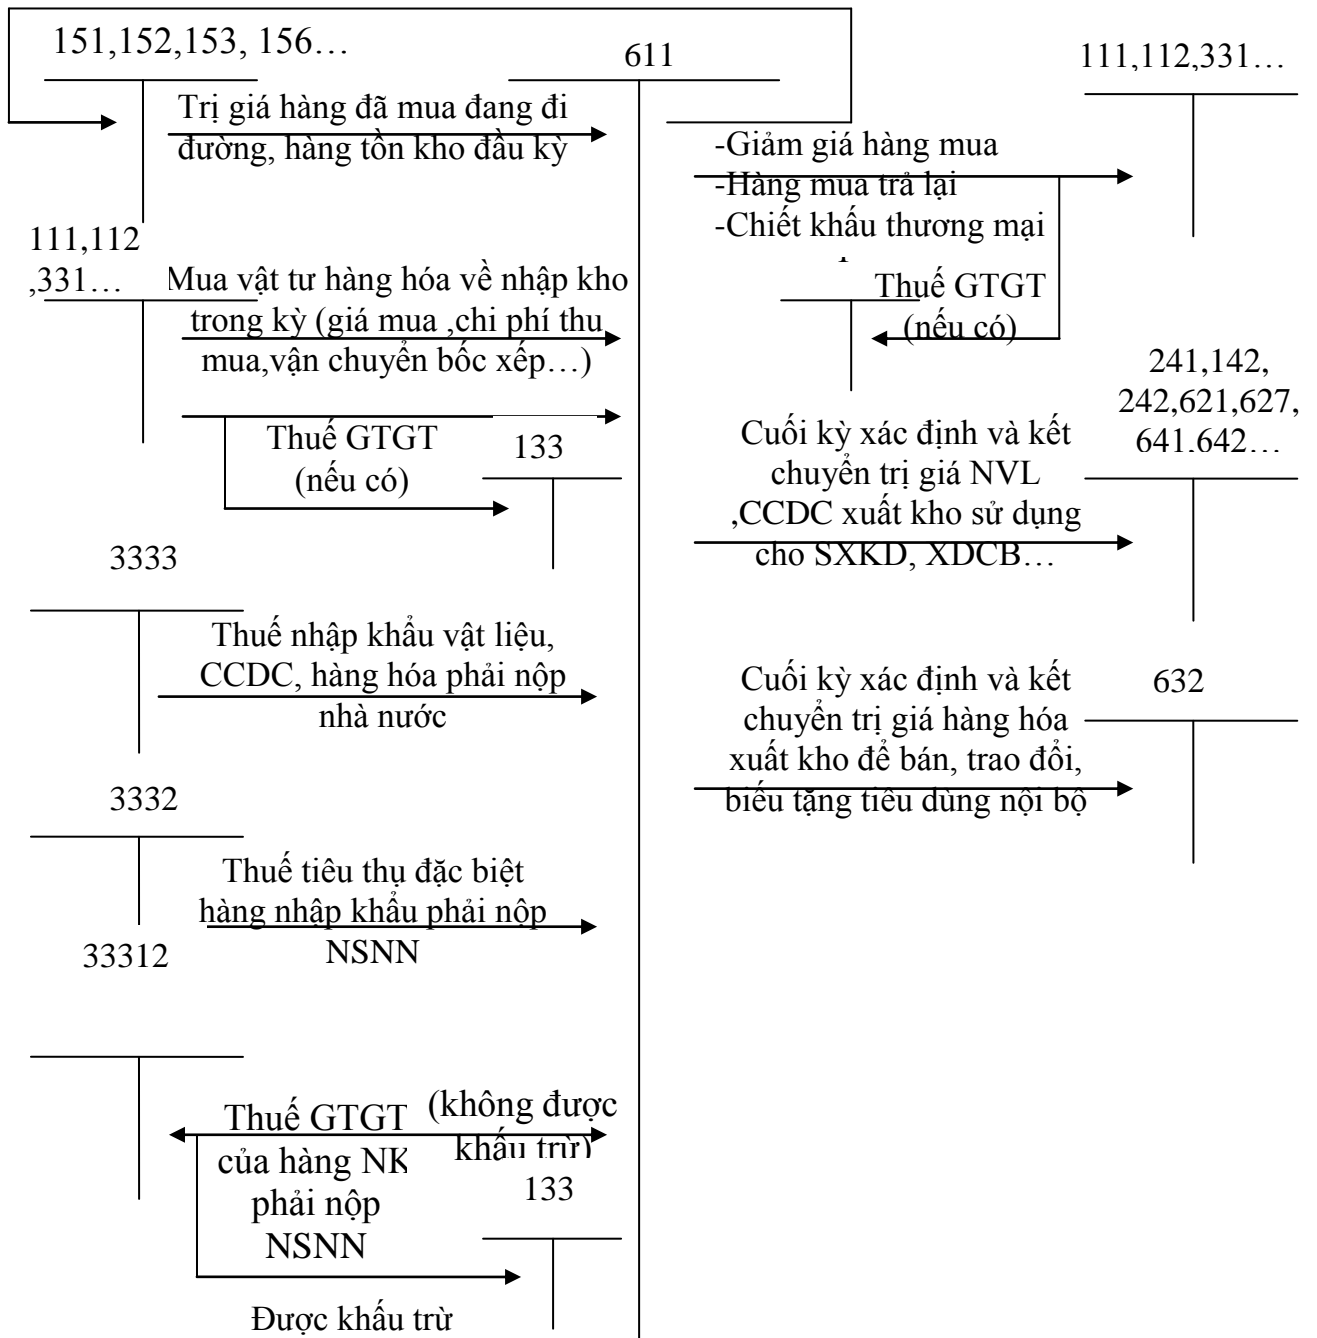 151,152,153, 156…
611
111,112,331…
Trị giá hàng đã mua đang đi
đường, hàng tồn kho đầu kỳ
-Giảm giá hàng mua
-Hàng mua trả lại
-Chiết khấu thương mại
111,112
,331…
Mua vật tư hàng hóa về nhập kho
trong kỳ (giá mua ,chi phí thu
mua,vận chuyển bốc xếp…)
Thuế GTGT
(nếu có)
Thuế GTGT
(nếu có)
133
241,142,
242,621,627,
641,642…
Cuối kỳ xác định và kết
chuyển trị giá NVL
,CCDC xuất kho sử dụng
cho SXKD, XDCB…
3333
Thuế nhập khẩu vật liệu,
CCDC, hàng hóa phải nộp
nhà nước
Cuối kỳ xác định và kết
chuyển trị giá hàng hóa
xuất kho để bán, trao đổi,
biếu tặng tiêu dùng nội bộ
632
3332
Thuế tiêu thụ đặc biệt
hàng nhập khẩu phải nộp
NSNN
33312
Thuế GTGT
của hàng NK
phải nộp
NSNN
(không được
khấu trừ)
133
Được khấu trừ